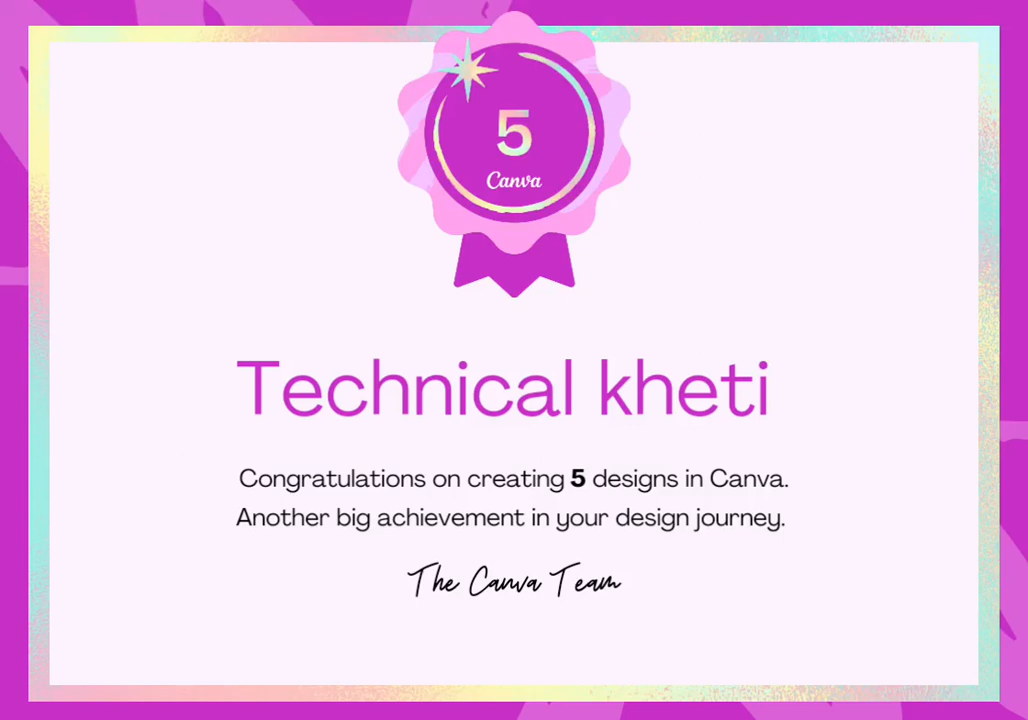 5
Canva
Technical kheti
Congratulations on creating 5 designs in Canva.
Another big achievement in your design journey.
The Canva Team